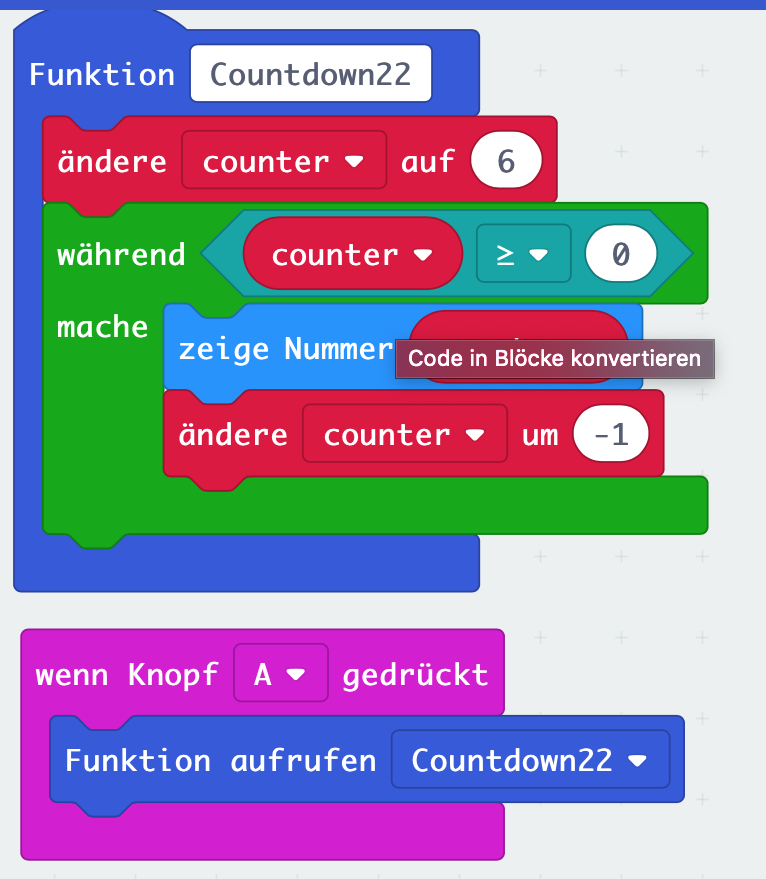 Funktion Countdown22
ändere counter auf 6
während counter ≥ 0
mache
zeige Nummer
Code in Blöcke konvertieren
ändere counter um -1
wenn Knopf A gedrückt
Funktion aufrufen Countdown22